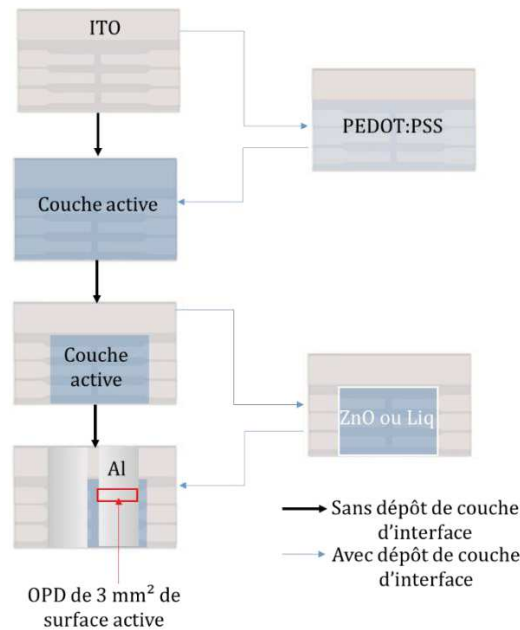 ITO
PEDOT:PSS
Couche active
Couche
active
ZnO ou Liq
Al
Sans dépôt de couche
d'interface
Avec dépôt de couche
d'interface
OPD de 3 mm² de
surface active